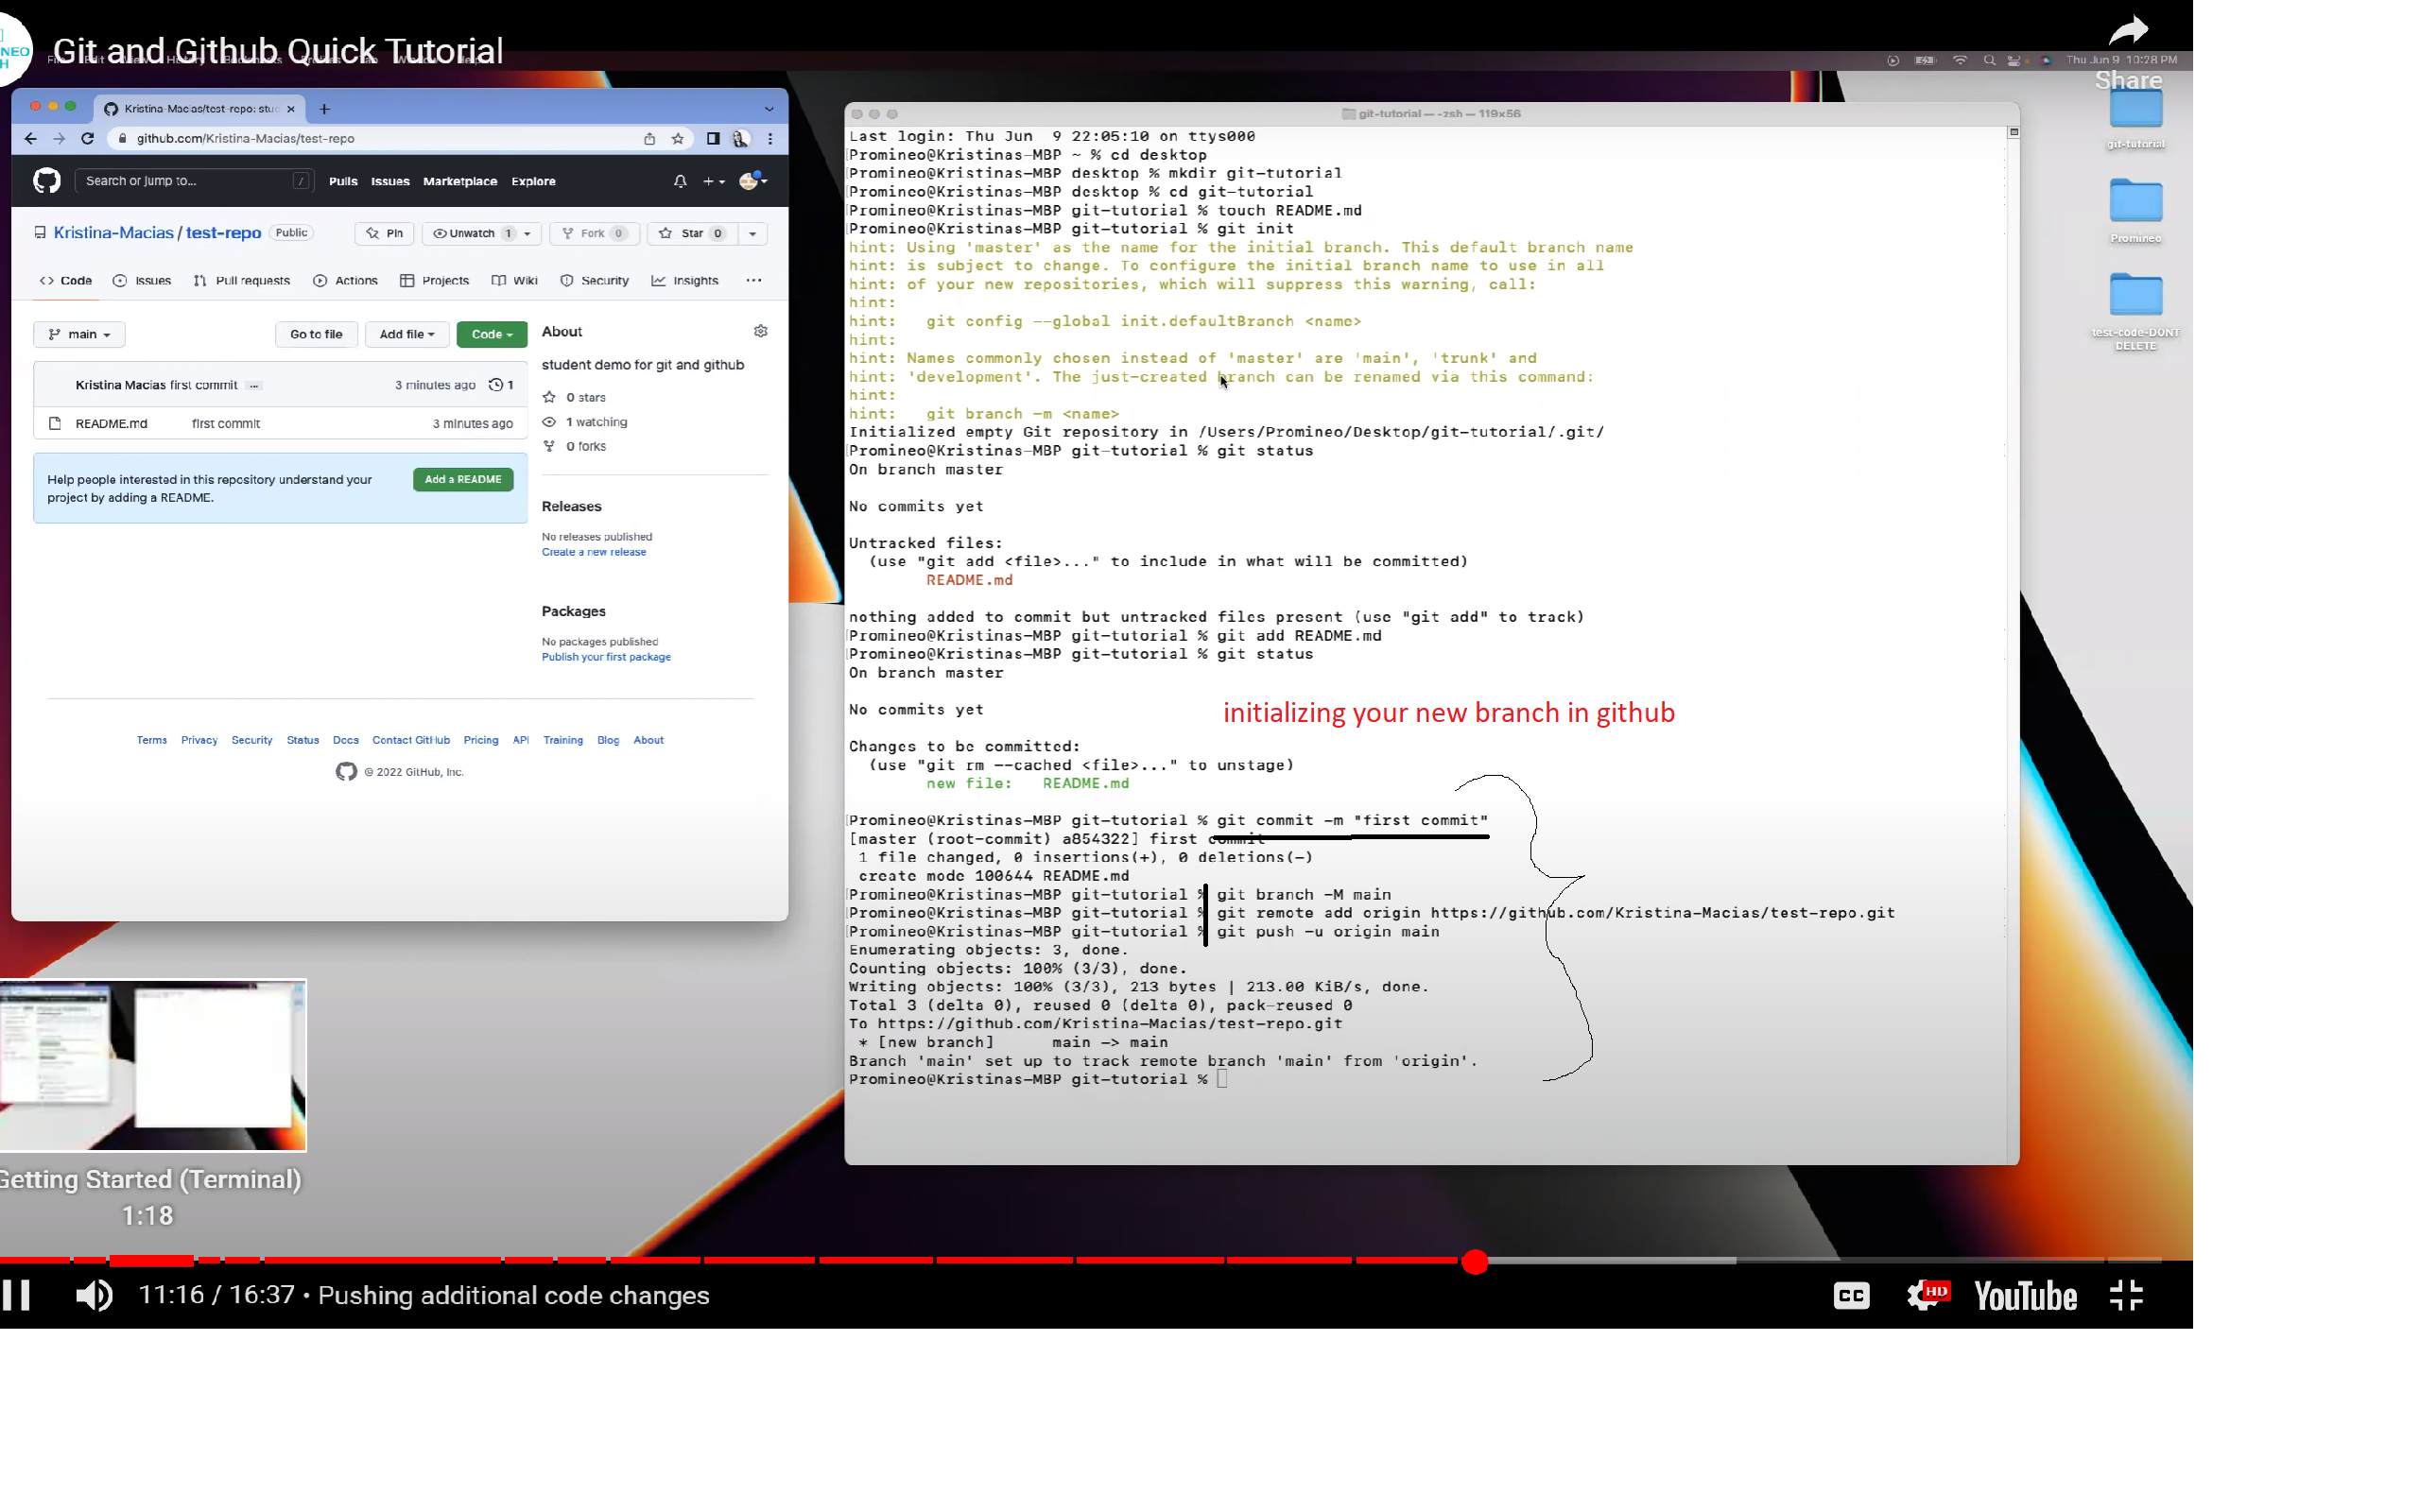 Git and Github Quick Tutorial
Thu Jun 9 10:28 PM
Share
Kristina-Macias/test-repo: stu
github.com/Kristina-Macias/test-repo
Search or jump to... /
Pulls Issues Marketplace Explore
Kristina-Macias / test-repo Public
Pin Unwatch 1 Fork 0 Star 0
Code Issues Pull requests Actions Projects Wiki Security Insights
main Go to file Add file Code
Kristina Macias first commit ... 3 minutes ago 1
README.md first commit 3 minutes ago
Help people interested in this repository understand your
project by adding a README.
Add a README
About
student demo for git and github
0 stars
1 watching
0 forks
Releases
No releases published
Create a new release
Packages
No packages published
Publish your first package
Terms Privacy Security Status Docs Contact GitHub Pricing API Training Blog About
© 2022 GitHub, Inc.
git-tutorial — -zsh — 119×56
Last login: Thu Jun  9 22:05:10 on ttys000
Promineo@Kristinas-MBP ~ % cd desktop
Promineo@Kristinas-MBP desktop % mkdir git-tutorial
Promineo@Kristinas-MBP desktop % cd git-tutorial
Promineo@Kristinas-MBP git-tutorial % touch README.md
Promineo@Kristinas-MBP git-tutorial % git init
hint: Using 'master' as the name for the initial branch. This default branch name
hint: is subject to change. To configure the initial branch name to use in all
hint: of your new repositories, which will suppress this warning, call:
hint:
hint:   git config --global init.defaultBranch <name>
hint:
hint: Names commonly chosen instead of 'master' are 'main', 'trunk' and
hint: 'development'. The just-created branch can be renamed via this command:
hint:
hint:   git branch -m <name>
Initialized empty Git repository in /Users/Promineo/Desktop/git-tutorial/.git/
Promineo@Kristinas-MBP git-tutorial % git status
On branch master
No commits yet
Untracked files:
(use "git add <file>..." to include in what will be committed)
README.md
nothing added to commit but untracked files present (use "git add" to track)
Promineo@Kristinas-MBP git-tutorial % git add README.md
Promineo@Kristinas-MBP git-tutorial % git status
On branch master
No commits yet
initializing your new branch in github
Changes to be committed:
(use "git rm --cached <file>..." to unstage)
new file:   README.md
Promineo@Kristinas-MBP git-tutorial % git commit -m "first commit"
[master (root-commit) a854322] first commit
1 file changed, 0 insertions(+), 0 deletions(-)
create mode 100644 README.md
Promineo@Kristinas-MBP git-tutorial % git branch -M main
Promineo@Kristinas-MBP git-tutorial % git remote add origin https://github.com/Kristina-Macias/test-repo.git
Promineo@Kristinas-MBP git-tutorial % git push -u origin main
Enumerating objects: 3, done.
Counting objects: 100% (3/3), done.
Writing objects: 100% (3/3), 213 bytes | 213.00 KiB/s, done.
Total 3 (delta 0), reused 0 (delta 0), pack-reused 0
To https://github.com/Kristina-Macias/test-repo.git
* [new branch]      main -> main
Branch 'main' set up to track remote branch 'main' from 'origin'.
Promineo@Kristinas-MBP git-tutorial %
git-tutorial
Promineo
test-code-DONT
DELETE
Getting Started (Terminal)
1:18
11:16 / 16:37 • Pushing additional code changes
CC HD YouTube